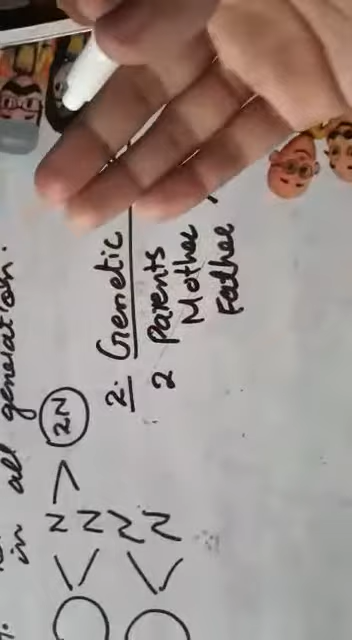 in all generation.
N
N > 2N
N
N
2. Genetic
2 Parents
Mother
Father